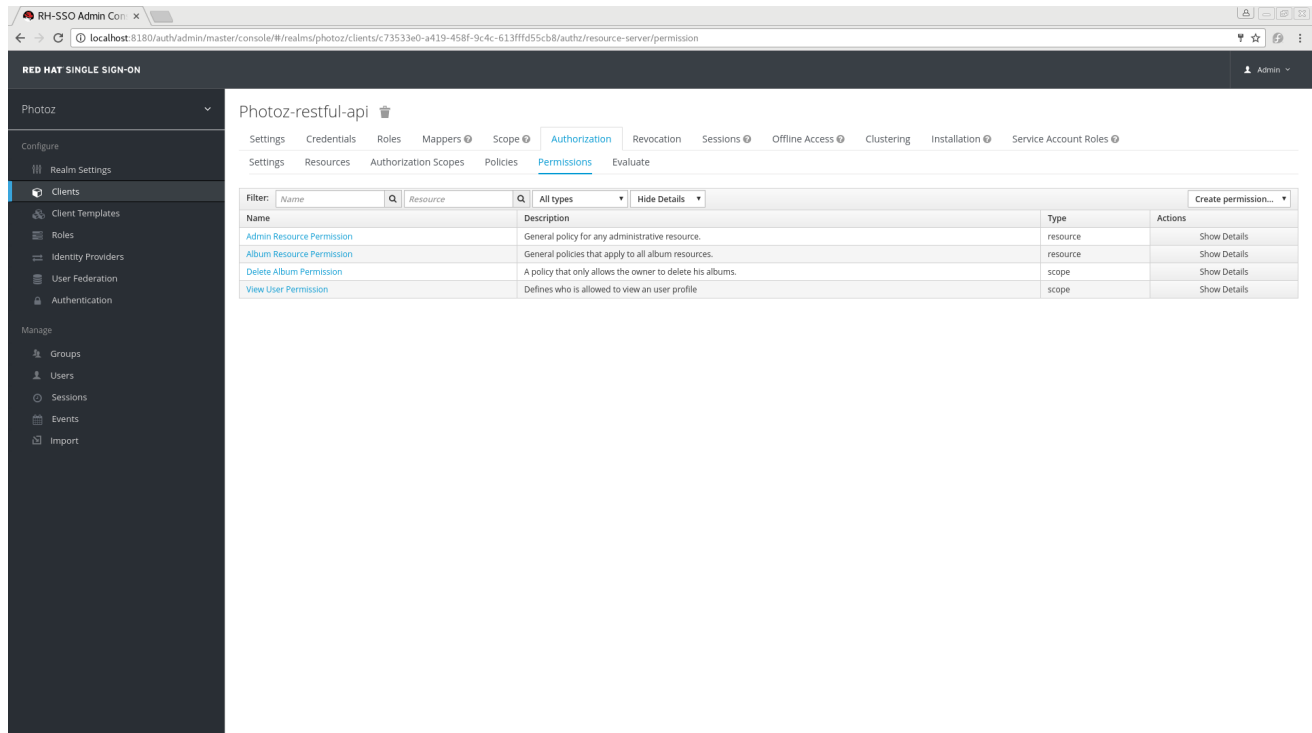 RH-SSO Admin Con
localhost:8180/auth/admin/master/console/#/realms/photoz/clients/c73533e0-a419-458f-9c4c-613fffd55cb8/authz/resource-server/permission
RED HAT SINGLE SIGN-ON
Admin
Photoz
Configure
Realm Settings
Clients
Client Templates
Roles
Identity Providers
User Federation
Authentication
Manage
Groups
Users
Sessions
Events
Import
Photoz-restful-api
Settings Credentials Roles Mappers Scope Authorization Revocation Sessions Offline Access Clustering Installation Service Account Roles
Settings Resources Authorization Scopes Policies Permissions Evaluate
Filter: Name Resource All types Hide Details Create permission...
Name Description Type Actions
Admin Resource Permission General policy for any administrative resource. resource Show Details
Album Resource Permission General policies that apply to all album resources. resource Show Details
Delete Album Permission A policy that only allows the owner to delete his albums. scope Show Details
View User Permission Defines who is allowed to view an user profile scope Show Details